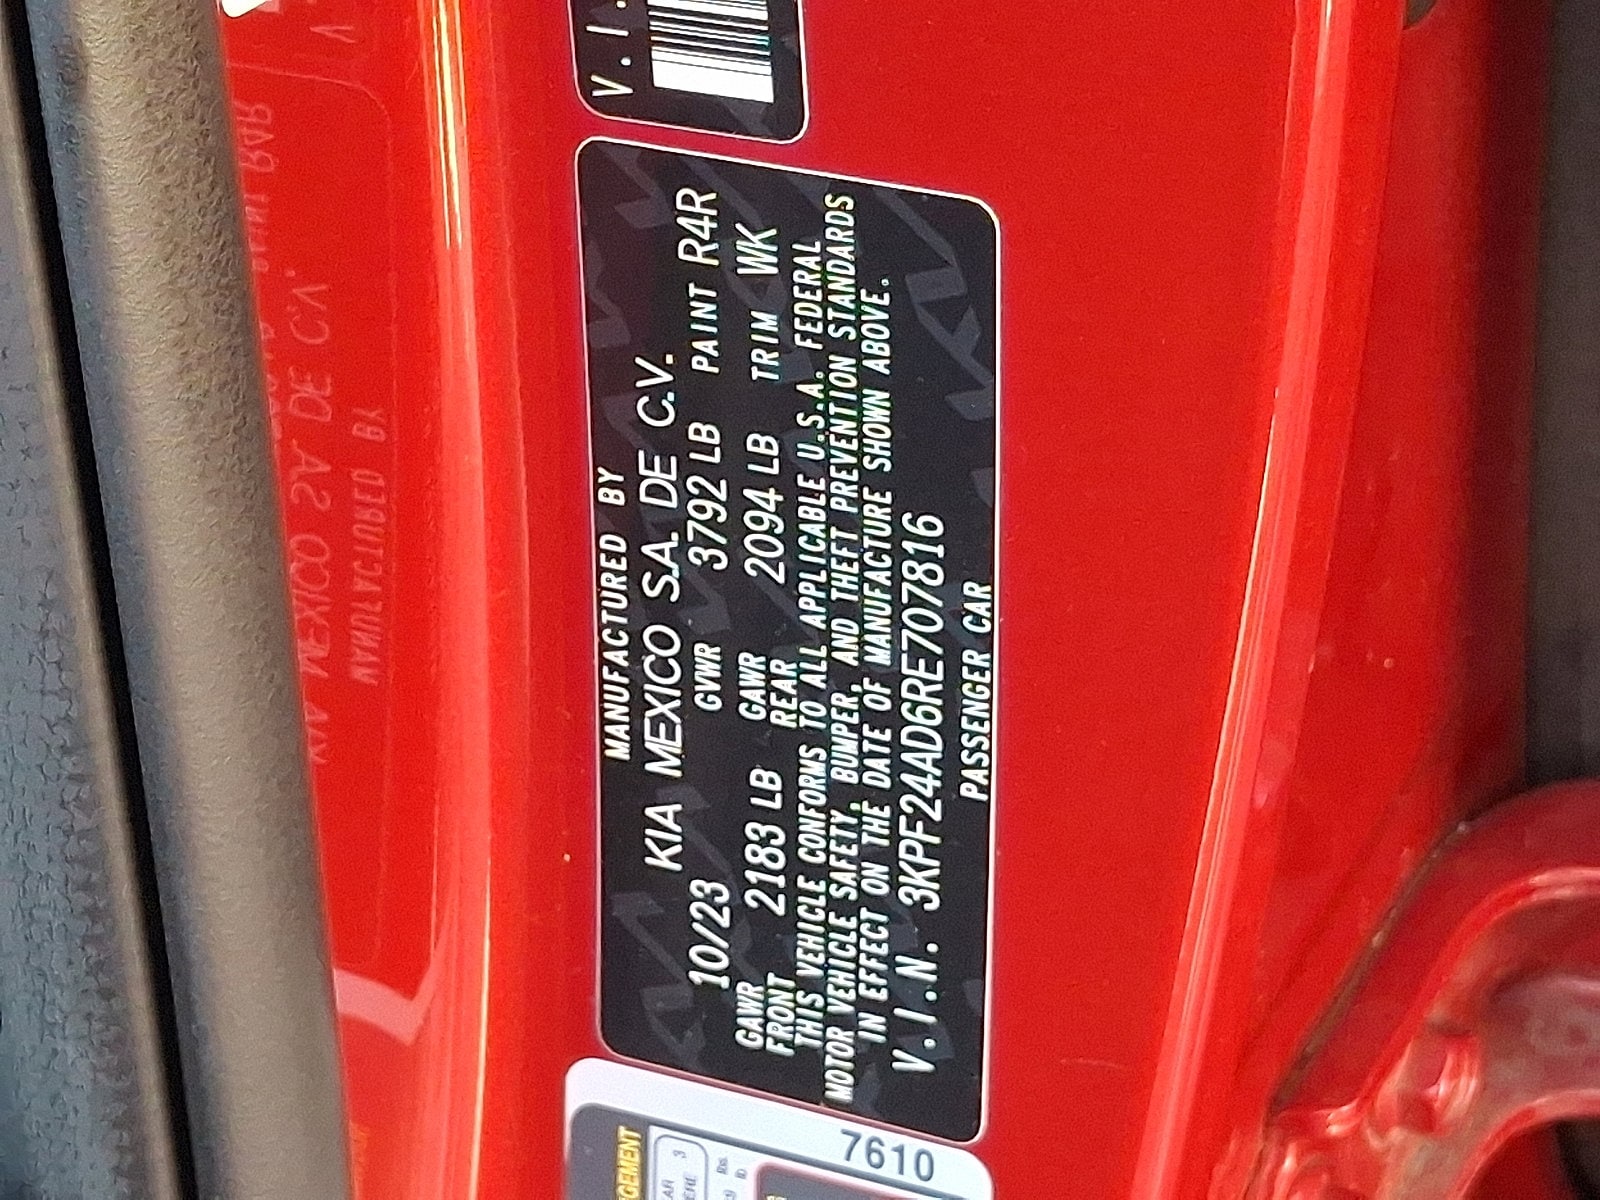 V.I.
MANUFACTURED BY
KIA MEXICO S.A. DE C.V.
10/23 GVWR 3792 LB PAINT R4R
GAWR FRONT 2183 LB GAWR REAR 2094 LB TRIM WK
THIS VEHICLE CONFORMS TO ALL APPLICABLE U.S.A. FEDERAL
MOTOR VEHICLE SAFETY, BUMPER, AND THEFT PREVENTION STANDARDS
IN EFFECT ON THE DATE OF MANUFACTURE SHOWN ABOVE.
V.I.N. 3KPF24AD6RE707816
PASSENGER CAR
7610